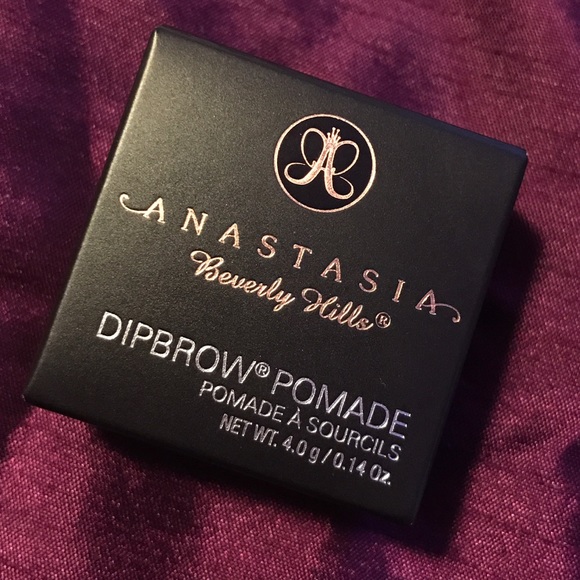 A
ANASTASIA
Beverly Hills®
DIPBROW® POMADE
POMADE À SOURCILS
NET WT. 4.0 g / 0.14 Oz.